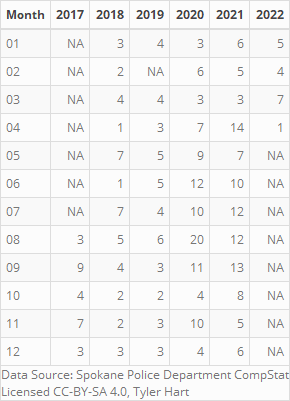 Month 2017 2018 2019 2020 2021 2022
01 NA 3 4 3 6 5
02 NA 2 NA 6 5 4
03 NA 4 4 3 3 7
04 NA 1 3 7 14 1
05 NA 7 5 9 7 NA
06 NA 1 5 12 10 NA
07 NA 7 4 10 12 NA
08 3 5 6 20 12 NA
09 9 4 3 11 13 NA
10 4 2 2 4 8 NA
11 7 2 3 10 5 NA
12 3 3 3 4 6 NA
Data Source: Spokane Police Department CompStat
Licensed CC-BY-SA 4.0, Tyler Hart